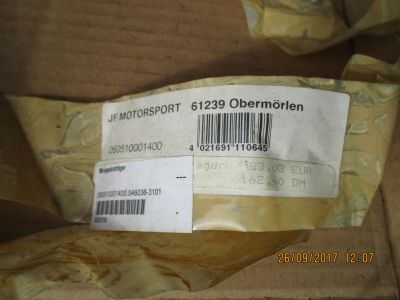 JF MOTORSPORT 61239 Obermörlen
260510001400
4 021691 110645
83.03 EUR
162.40 DM
260510001400.046036-3101
26/09/2017 12:07